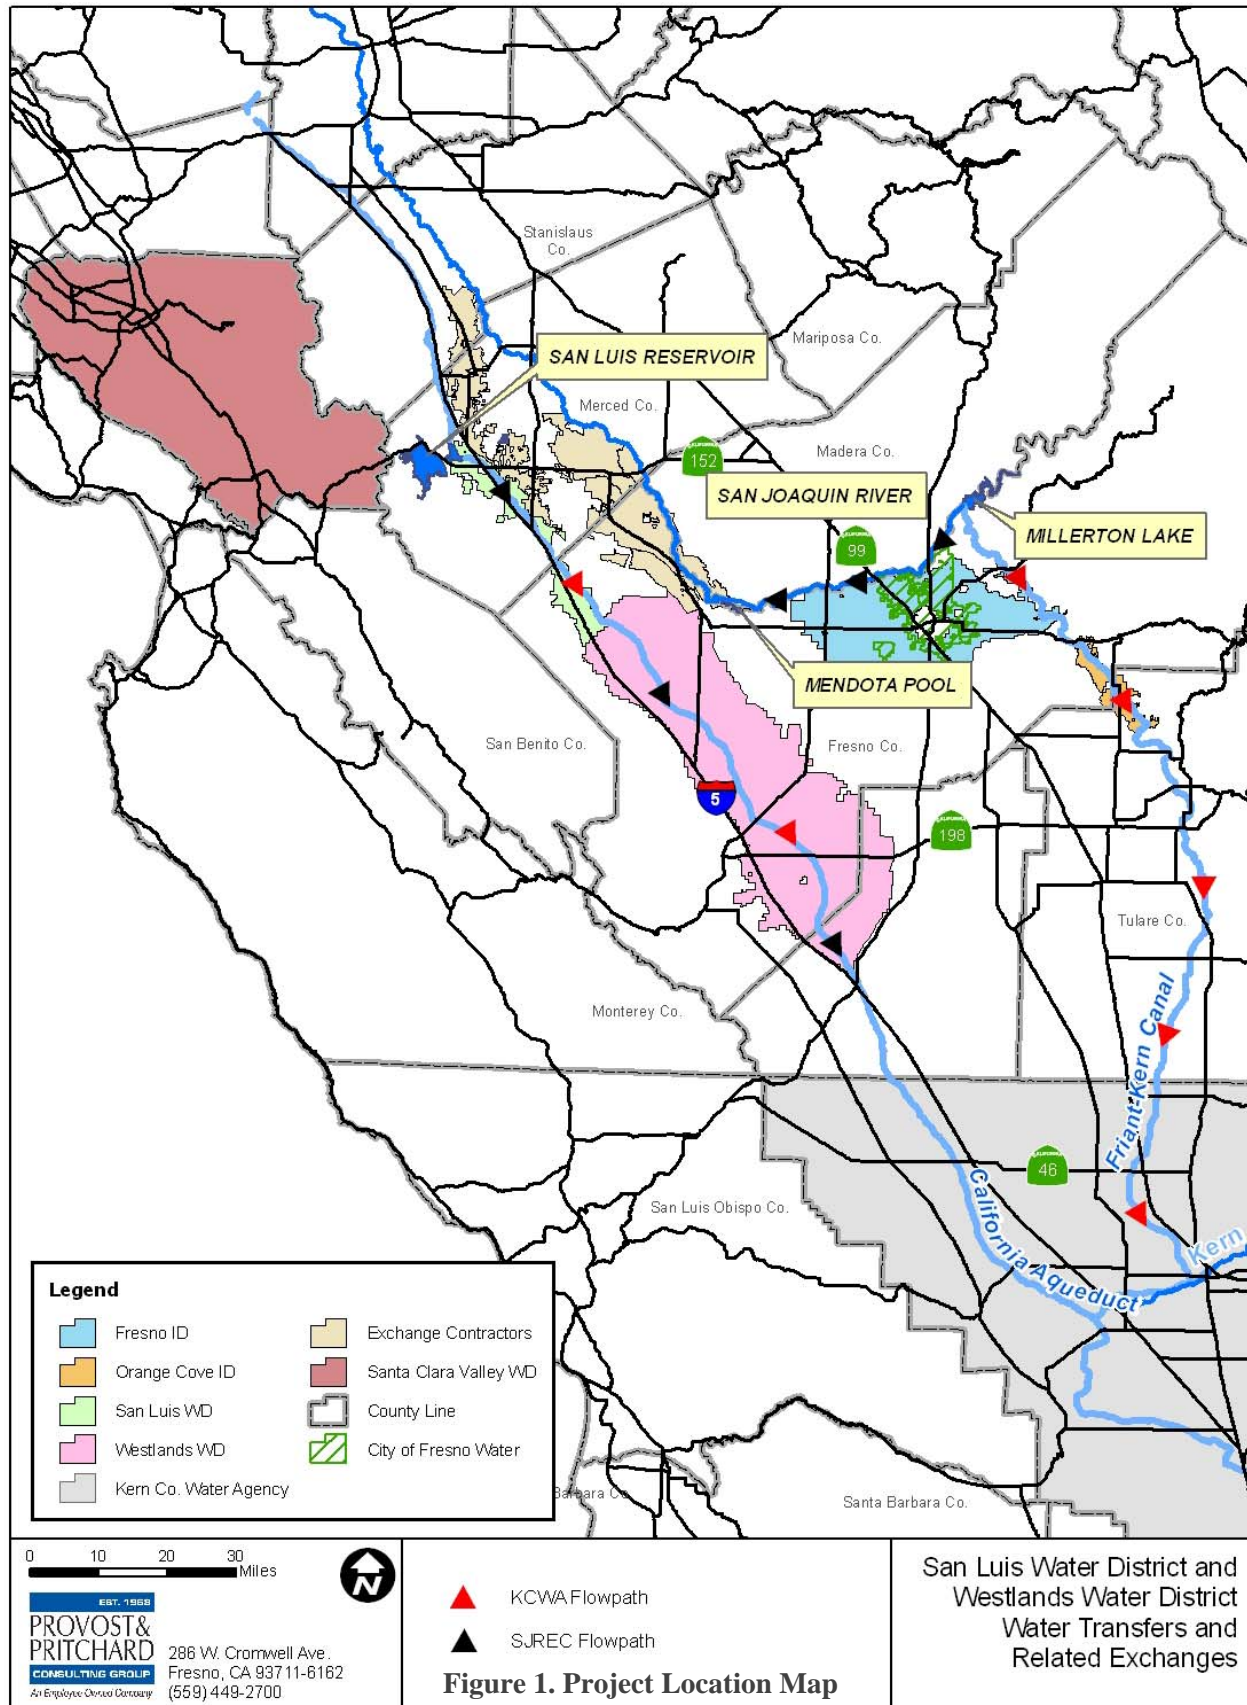 Stanislaus
Co.
SAN LUIS RESERVOIR
Mariposa Co.
Merced Co.
CALIFORNIA
152
Madera Co.
SAN JOAQUIN RIVER
CALIFORNIA
99
MILLERTON LAKE
MENDOTA POOL
San Benito Co.
Fresno Co.
5
CALIFORNIA
198
Tulare Co.
Monterey Co.
Friant-Kern Canal
CALIFORNIA
46
San Luis Obispo Co.
California Aqueduct
Kern
Legend
Fresno ID
Orange Cove ID
San Luis WD
Westlands WD
Kern Co. Water Agency
Exchange Contractors
Santa Clara Valley WD
County Line
City of Fresno Water
Barbara Co.
Santa Barbara Co.
0 10 20 30
Miles
N
EST. 1968
PROVOST&
PRITCHARD
CONSULTING GROUP
An Employee Owned Company
286 W. Cromwell Ave.
Fresno, CA 93711-6162
(559) 449-2700
KCWA Flowpath
SJREC Flowpath
Figure 1. Project Location Map
San Luis Water District and
Westlands Water District
Water Transfers and
Related Exchanges